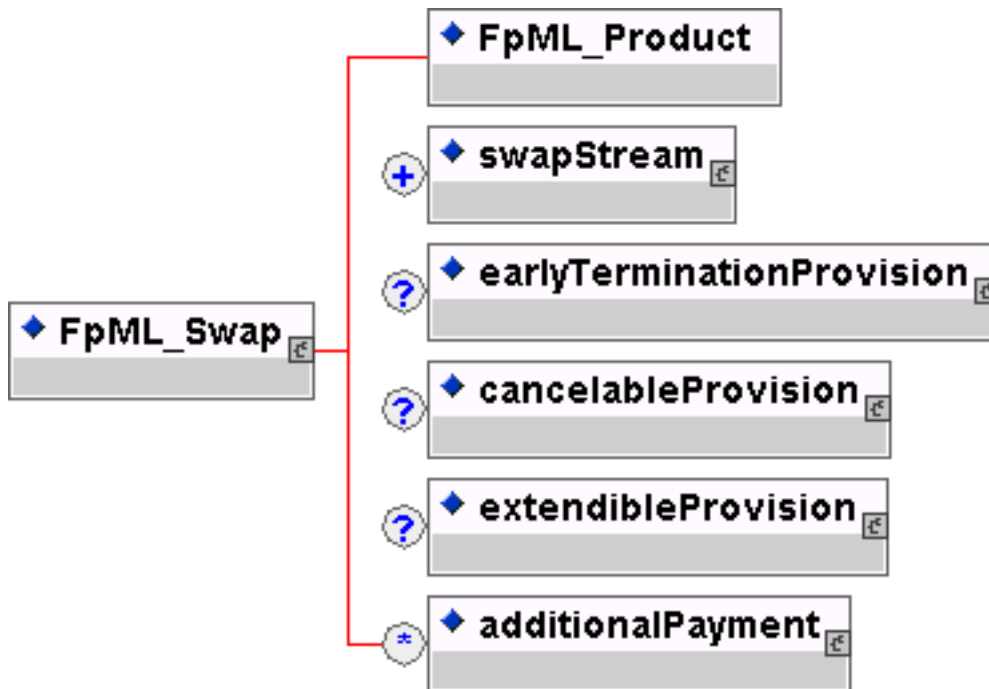 FpML_Product
+ swapStream
? earlyTerminationProvision
FpML_Swap
? cancelableProvision
? extendibleProvision
* additionalPayment